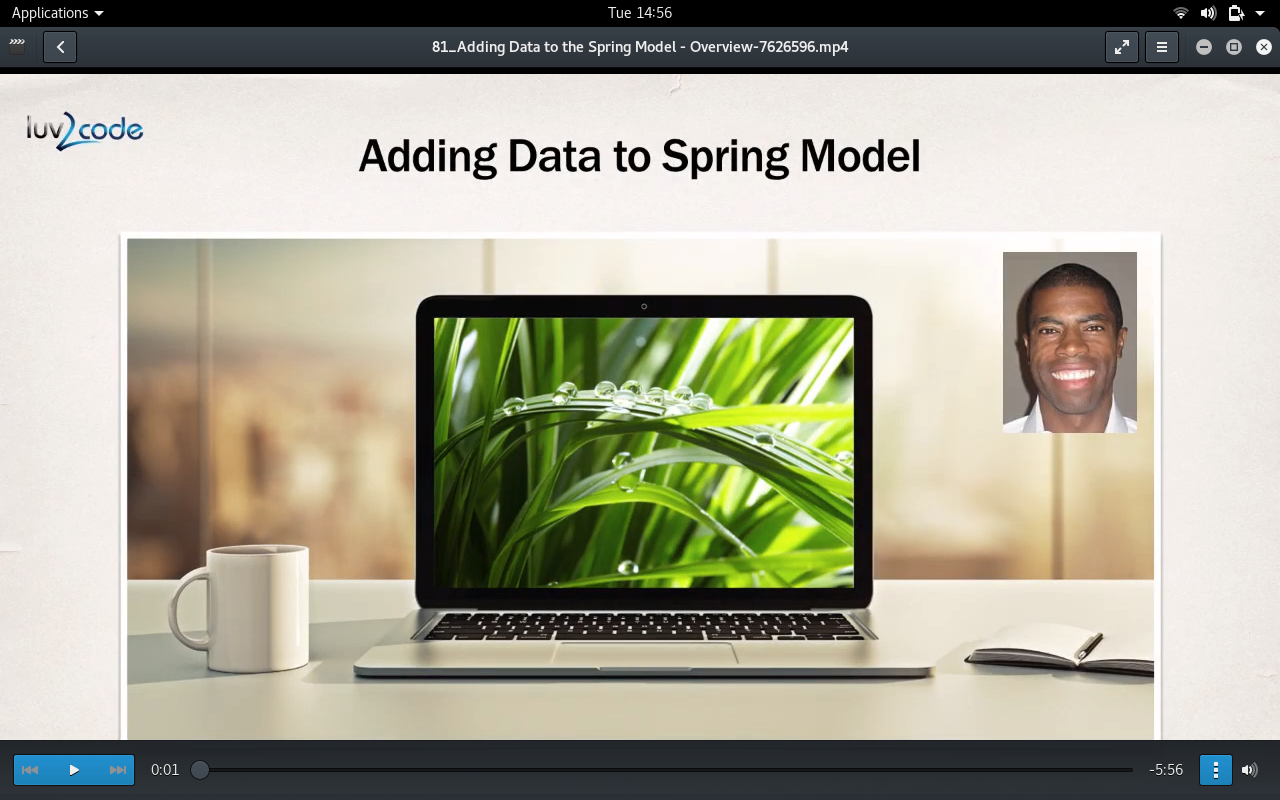 Applications
Tue 14:56
81_Adding Data to the Spring Model - Overview-7626596.mp4
luv2code
Adding Data to Spring Model
0:01
-5:56